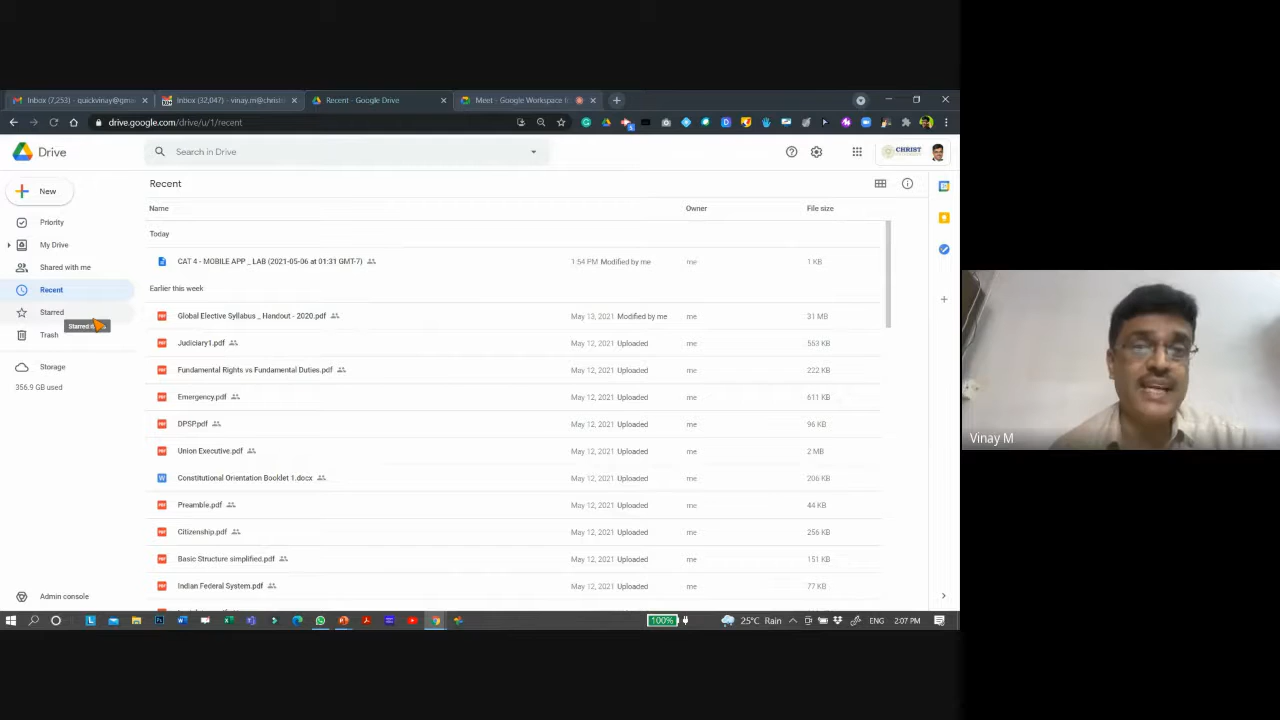 Inbox (7,253) - quickvinay@gma
Inbox (32,047) - vinay.m@christu
Recent - Google Drive
Meet - Google Workspace fo
drive.google.com/drive/u/1/recent
Drive
Search in Drive
CHRIST
New
Recent
Name
Owner
File size
Priority
Today
My Drive
CAT 4 - MOBILE APP _ LAB (2021-05-06 at 01:31 GMT-7)
1:54 PM Modified by me
me
1 KB
Shared with me
Recent
Earlier this week
Starred
Global Elective Syllabus _ Handout - 2020.pdf
May 13, 2021 Modified by me
me
31 MB
Trash
Judiciary1.pdf
May 12, 2021 Uploaded
me
553 KB
Storage
Fundamental Rights vs Fundamental Duties.pdf
May 12, 2021 Uploaded
me
222 KB
356.9 GB used
Emergency.pdf
May 12, 2021 Uploaded
me
611 KB
DPSP.pdf
May 12, 2021 Uploaded
me
96 KB
Union Executive.pdf
May 12, 2021 Uploaded
me
2 MB
Constitutional Orientation Booklet 1.docx
May 12, 2021 Uploaded
me
206 KB
Preamble.pdf
May 12, 2021 Uploaded
me
44 KB
Citizenship.pdf
May 12, 2021 Uploaded
me
256 KB
Basic Structure simplified.pdf
May 12, 2021 Uploaded
me
151 KB
Indian Federal System.pdf
May 12, 2021 Uploaded
me
77 KB
Admin console
100%
25°C Rain
ENG
2:07 PM
Vinay M